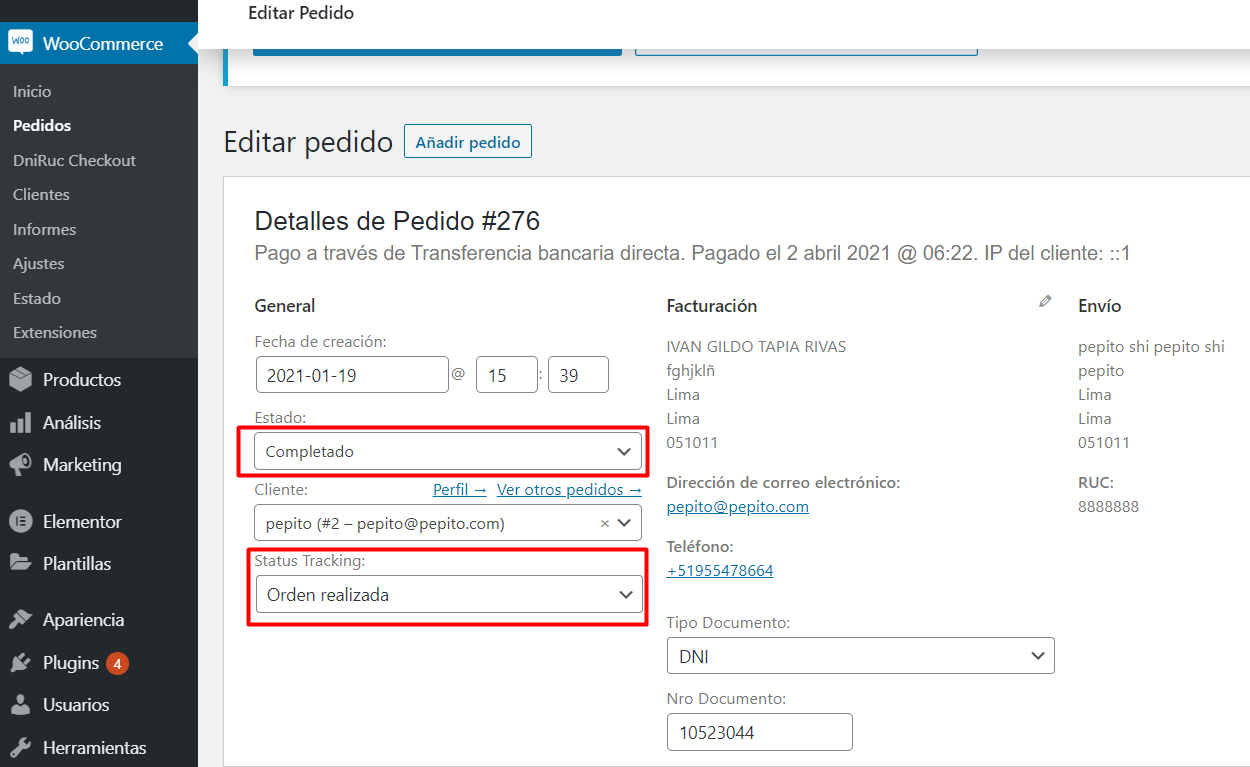 Editar Pedido
Woo
WooCommerce
Inicio
Pedidos
DniRuc Checkout
Clientes
Informes
Ajustes
Estado
Extensiones
Productos
Análisis
Marketing
Elementor
Plantillas
Apariencia
Plugins 4
Usuarios
Herramientas
Editar pedido
Añadir pedido
Detalles de Pedido #276
Pago a través de Transferencia bancaria directa. Pagado el 2 abril 2021 @ 06:22. IP del cliente: ::1
General
Fecha de creación:
2021-01-19 @ 15 : 39
Estado:
Completado
Cliente: Perfil → Ver otros pedidos →
pepito (#2 – pepito@pepito.com) ×
Status Tracking:
Orden realizada
Facturación
IVAN GILDO TAPIA RIVAS
fghjklñ
Lima
Lima
051011
Dirección de correo electrónico:
pepito@pepito.com
Teléfono:
+51955478664
Tipo Documento:
DNI
Nro Documento:
10523044
Envío
pepito shi pepito shi
pepito
Lima
Lima
051011
RUC:
8888888